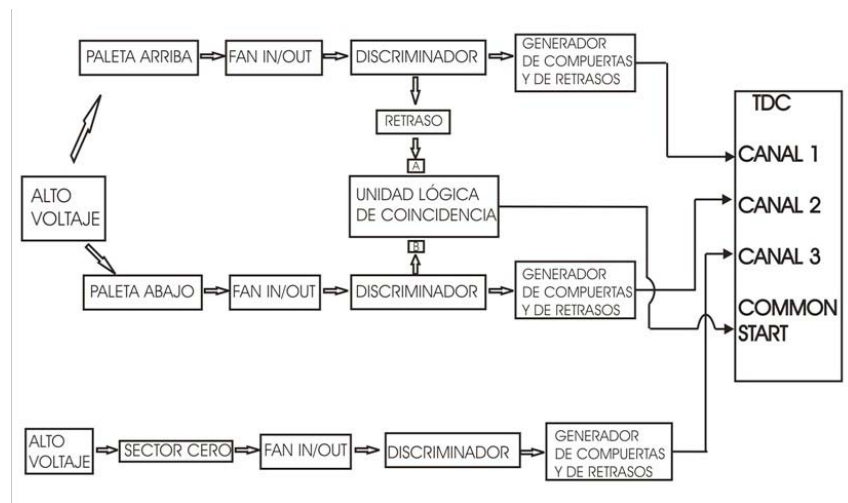 PALETA ARRIBA
FAN IN/OUT
DISCRIMINADOR
GENERADOR
DE COMPUERTAS
Y DE RETRASOS
TDC
RETRASO
A
CANAL 1
ALTO
VOLTAJE
UNIDAD LÓGICA
DE COINCIDENCIA
CANAL 2
B
CANAL 3
PALETA ABAJO
FAN IN/OUT
DISCRIMINADOR
GENERADOR
DE COMPUERTAS
Y DE RETRASOS
COMMON
START
ALTO
VOLTAJE
SECTOR CERO
FAN IN/OUT
DISCRIMINADOR
GENERADOR
DE COMPUERTAS
Y DE RETRASOS